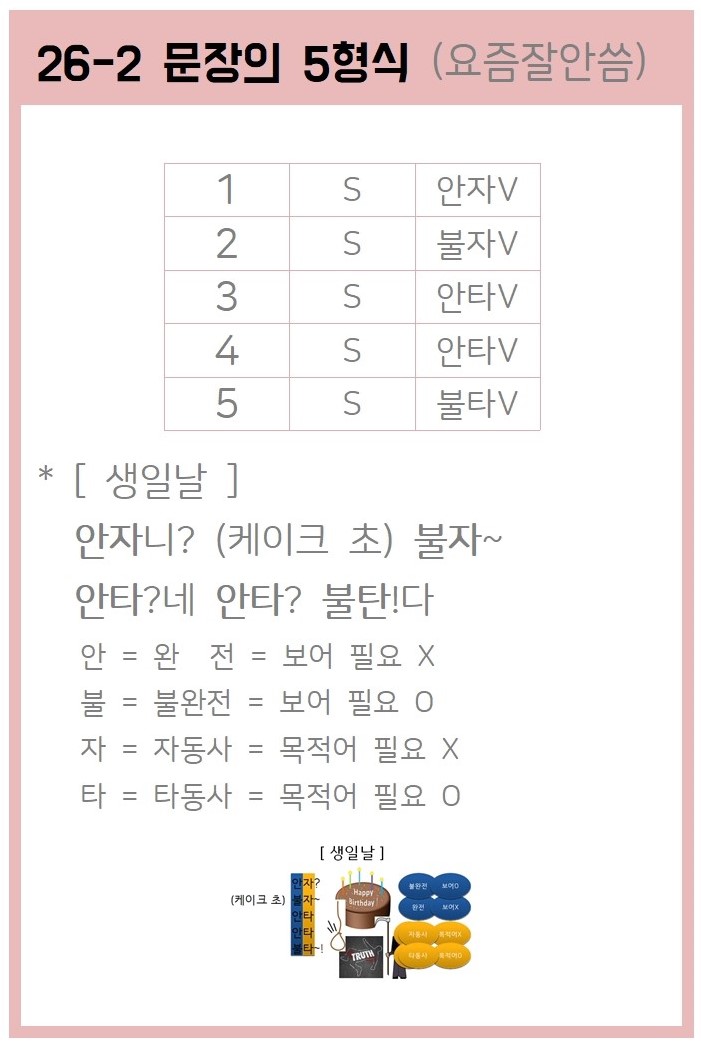 26-2 문장의 5형식 (요즘잘안씀)
1 S 안자V
2 S 불자V
3 S 안타V
4 S 안타V
5 S 불타V
* [ 생일날 ]
안자니? (케이크 초) 불자~
안타?네 안타? 불탄!다
안 = 완 전 = 보어 필요 X
불 = 불완전 = 보어 필요 O
자 = 자동사 = 목적어 필요 X
타 = 타동사 = 목적어 필요 O
[ 생일날 ]
안자?
(케이크 초) 불자~
안타
안타
불타~!
Happy
Birthday
TRUTH
불완전 보어O
완전 보어X
자동사 목적어X
타동사 목적어O